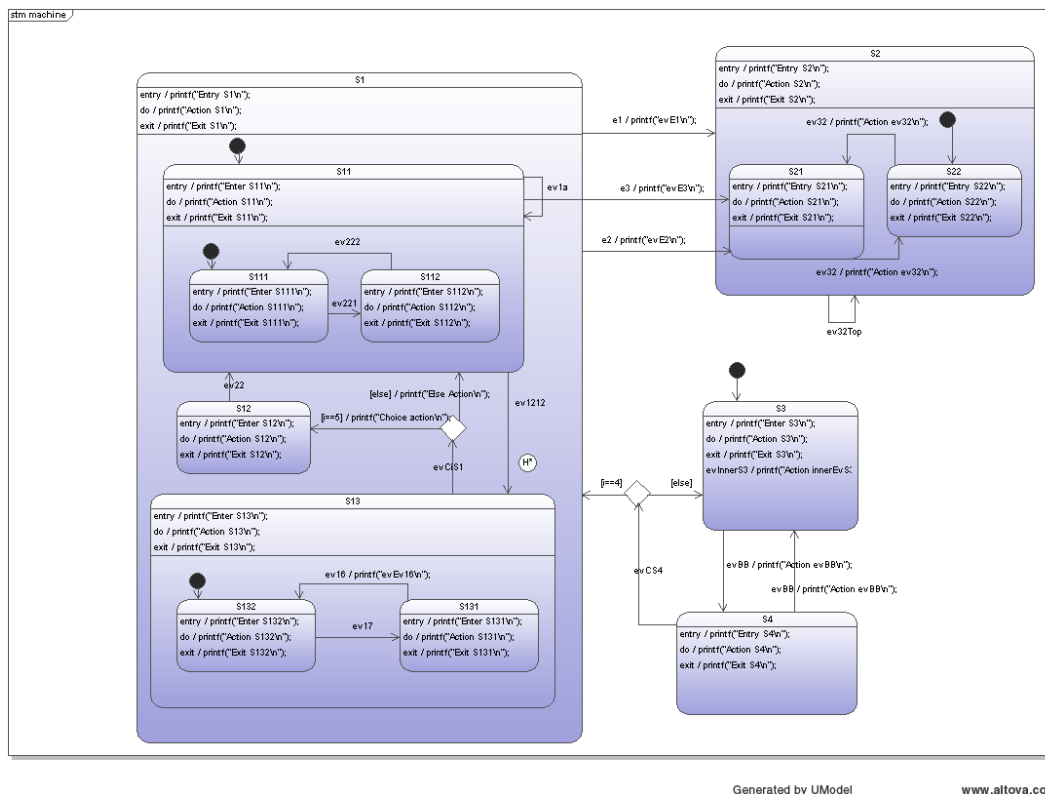 stm machine
S1
entry / printf("Entry S1\n");
do / printf("Action S1\n");
exit / printf("Exit S1\n");
S11
entry / printf("Enter S11\n");
do / printf("Action S11\n");
exit / printf("Exit S11\n");
ev1a
ev222
S111
entry / printf("Enter S111\n");
do / printf("Action S111\n");
exit / printf("Exit S111\n");
ev221
S112
entry / printf("Enter S112\n");
do / printf("Action S112\n");
exit / printf("Exit S112\n");
ev22
[else] / printf("Else Action\n");
ev1212
[i==5] / printf("Choice action\n");
S12
entry / printf("Enter S12\n");
do / printf("Action S12\n");
exit / printf("Exit S12\n");
evCiS1
H*
S13
entry / printf("Enter S13\n");
do / printf("Action S13\n");
exit / printf("Exit S13\n");
ev16 / printf("evEv16\n");
S132
entry / printf("Enter S132\n");
do / printf("Action S132\n");
exit / printf("Exit S132\n");
ev17
S131
entry / printf("Enter S131\n");
do / printf("Action S131\n");
exit / printf("Exit S131\n");
e1 / printf("evE1\n");
e3 / printf("evE3\n");
e2 / printf("evE2\n");
S2
entry / printf("Entry S2\n");
do / printf("Action S2\n");
exit / printf("Exit S2\n");
ev32 / printf("Action ev32\n");
S21
entry / printf("Entry S21\n");
do / printf("Action S21\n");
exit / printf("Exit S21\n");
S22
entry / printf("Entry S22\n");
do / printf("Action S22\n");
exit / printf("Exit S22\n");
ev32 / printf("Action ev32\n");
ev32Top
S3
entry / printf("Enter S3\n");
do / printf("Action S3\n");
exit / printf("Exit S3\n");
evInnerS3 / printf("Action innerEvS3
[i==4]
[else]
evCS4
evBB / printf("Action evBB\n");
evBB / printf("Action evBB\n");
S4
entry / printf("Entry S4\n");
do / printf("Action S4\n");
exit / printf("Exit S4\n");
Generated by UModel
www.altova.co